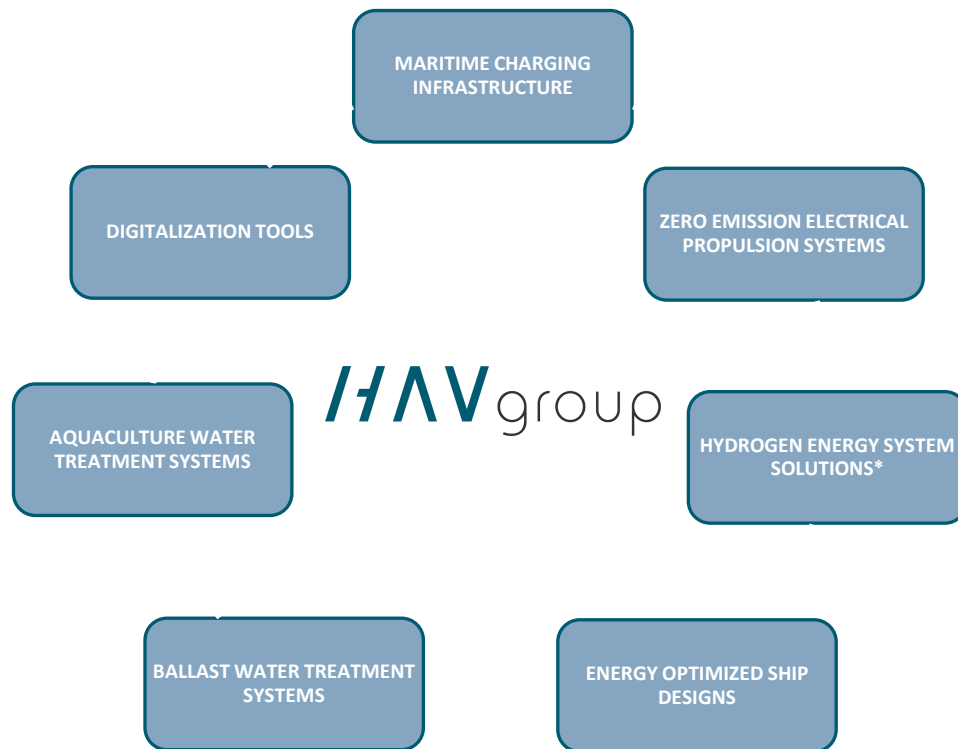 MARITIME CHARGING
INFRASTRUCTURE
DIGITALIZATION TOOLS
ZERO EMISSION ELECTRICAL
PROPULSION SYSTEMS
HAVgroup
AQUACULTURE WATER
TREATMENT SYSTEMS
HYDROGEN ENERGY SYSTEM
SOLUTIONS*
BALLAST WATER TREATMENT
SYSTEMS
ENERGY OPTIMIZED SHIP
DESIGNS